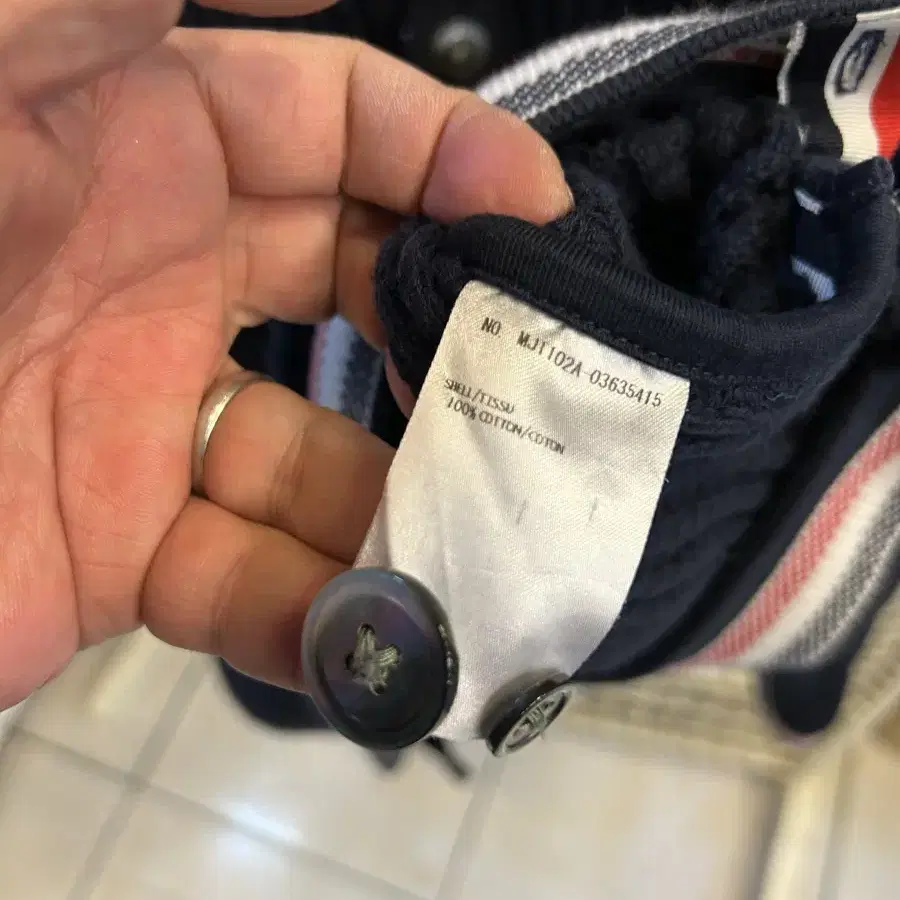 NO. MJT102A-03635415
SHELL/TISSU
100% COTTON/COTON